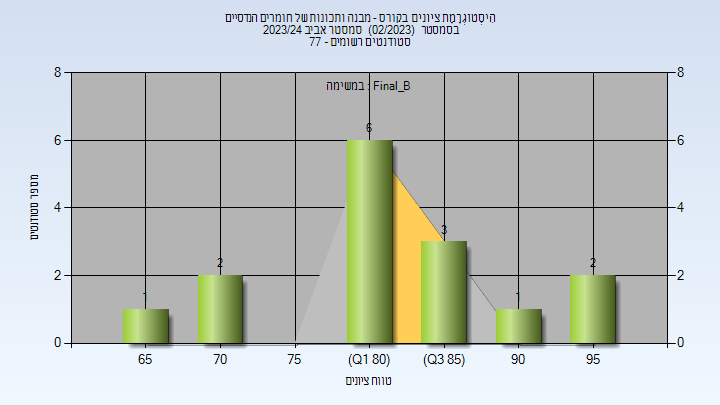 הִיסְטוֹגְרָמַת ציונים בקורס - מבנה ותכונות של חומרים הנדסיים
בסמסטר (02/2023) סמסטר אביב 2023/24
סטודנטים רשומים - 77
במשימה : Final_B
מספר סטודנטים
8 8
6 6
4 4
2 2
0 0
1 2 6 3 1 2
65 70 75 (Q1 80) (Q3 85) 90 95
טווח ציונים